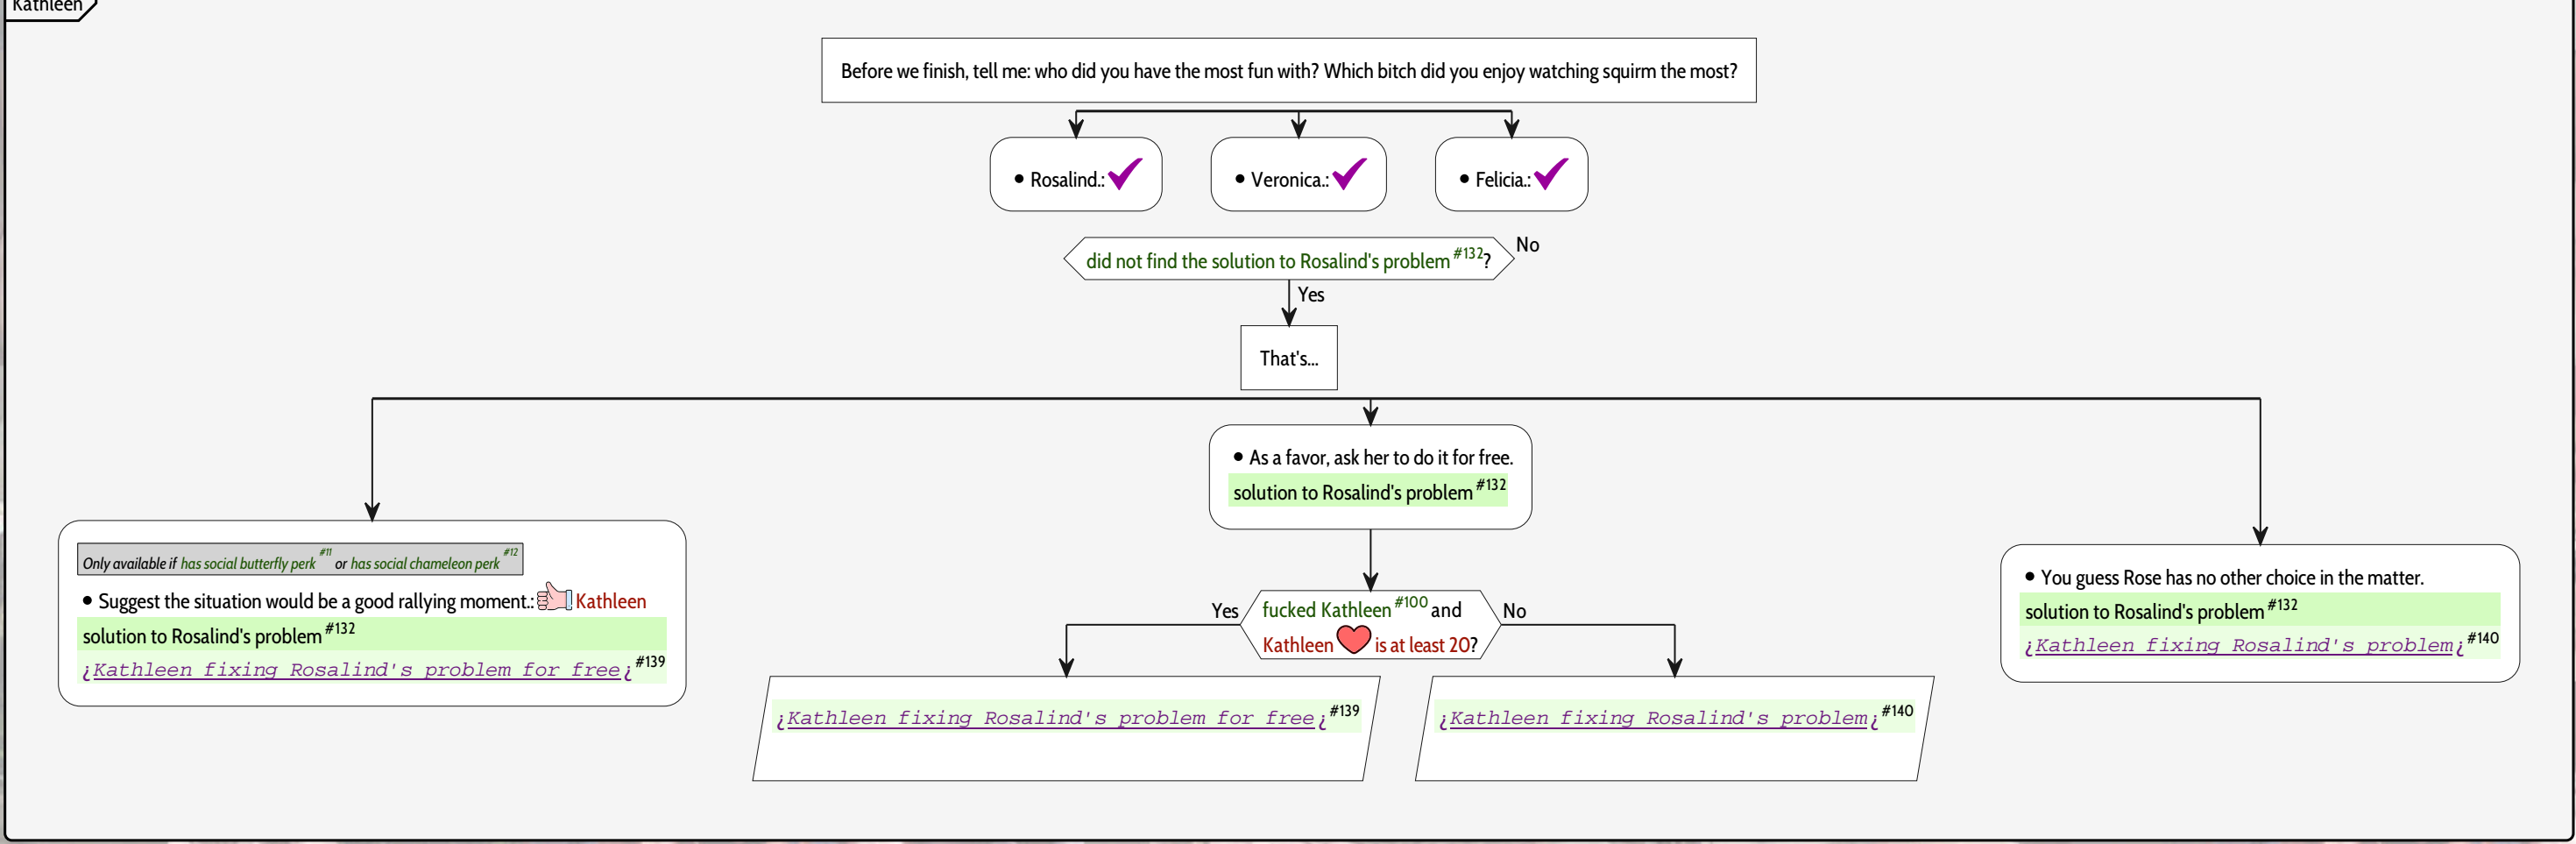 Kathleen
Before we finish, tell me: who did you have the most fun with? Which bitch did you enjoy watching squirm the most?
• Rosalind.:
• Veronica.:
• Felicia.:
did not find the solution to Rosalind's problem #132?
No
Yes
That's...
• As a favor, ask her to do it for free.
solution to Rosalind's problem #132
Only available if has social butterfly perk #11 or has social chameleon perk #12
• Suggest the situation would be a good rallying moment.: Kathleen
solution to Rosalind's problem #132
¿Kathleen fixing Rosalind's problem for free¿ #139
• You guess Rose has no other choice in the matter.
solution to Rosalind's problem #132
¿Kathleen fixing Rosalind's problem¿ #140
Yes
fucked Kathleen #100 and
Kathleen is at least 20?
No
¿Kathleen fixing Rosalind's problem for free¿ #139
¿Kathleen fixing Rosalind's problem¿ #140